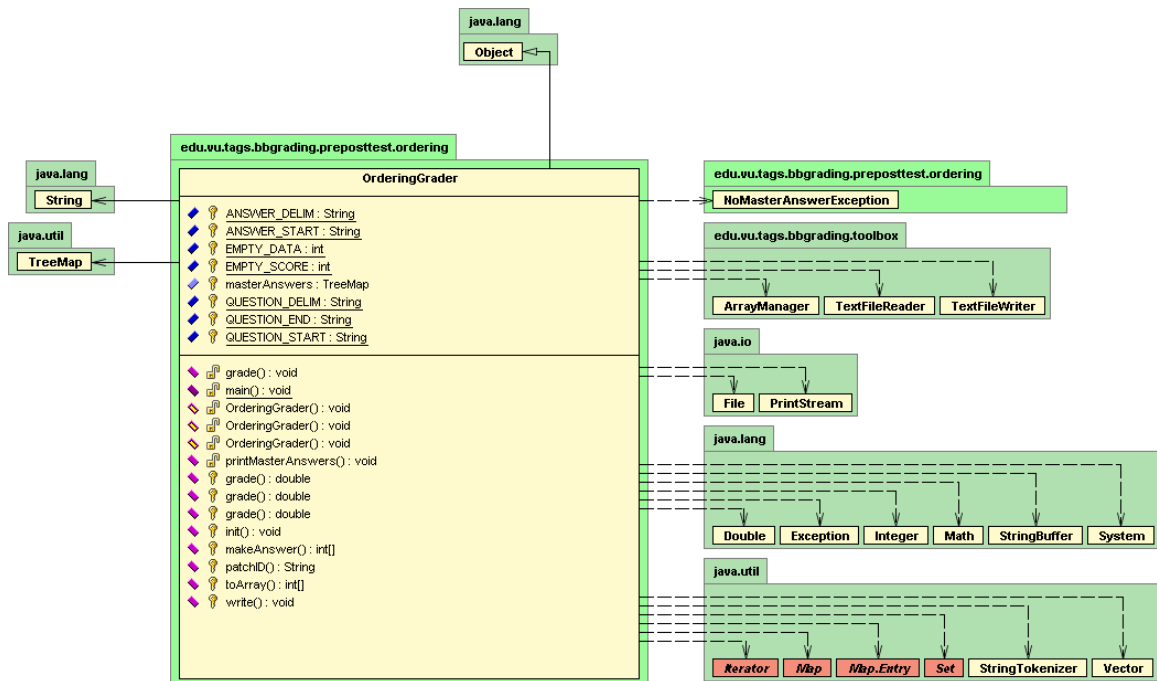 java.lang
Object
edu.vu.tags.bbgrading.preposttest.ordering
OrderingGrader
java.lang
String
java.util
TreeMap
ANSWER_DELIM : String
ANSWER_START : String
EMPTY_DATA : int
EMPTY_SCORE : int
masterAnswers : TreeMap
QUESTION_DELIM : String
QUESTION_END : String
QUESTION_START : String
grade() : void
main() : void
OrderingGrader() : void
OrderingGrader() : void
OrderingGrader() : void
printMasterAnswers() : void
grade() : double
grade() : double
grade() : double
init() : void
makeAnswer() : int[]
patchID() : String
toArray() : int[]
write() : void
edu.vu.tags.bbgrading.preposttest.ordering
NoMasterAnswerException
edu.vu.tags.bbgrading.toolbox
ArrayManager TextFileReader TextFileWriter
java.io
File PrintStream
java.lang
Double Exception Integer Math StringBuffer System
java.util
Iterator Map Map.Entry Set StringTokenizer Vector